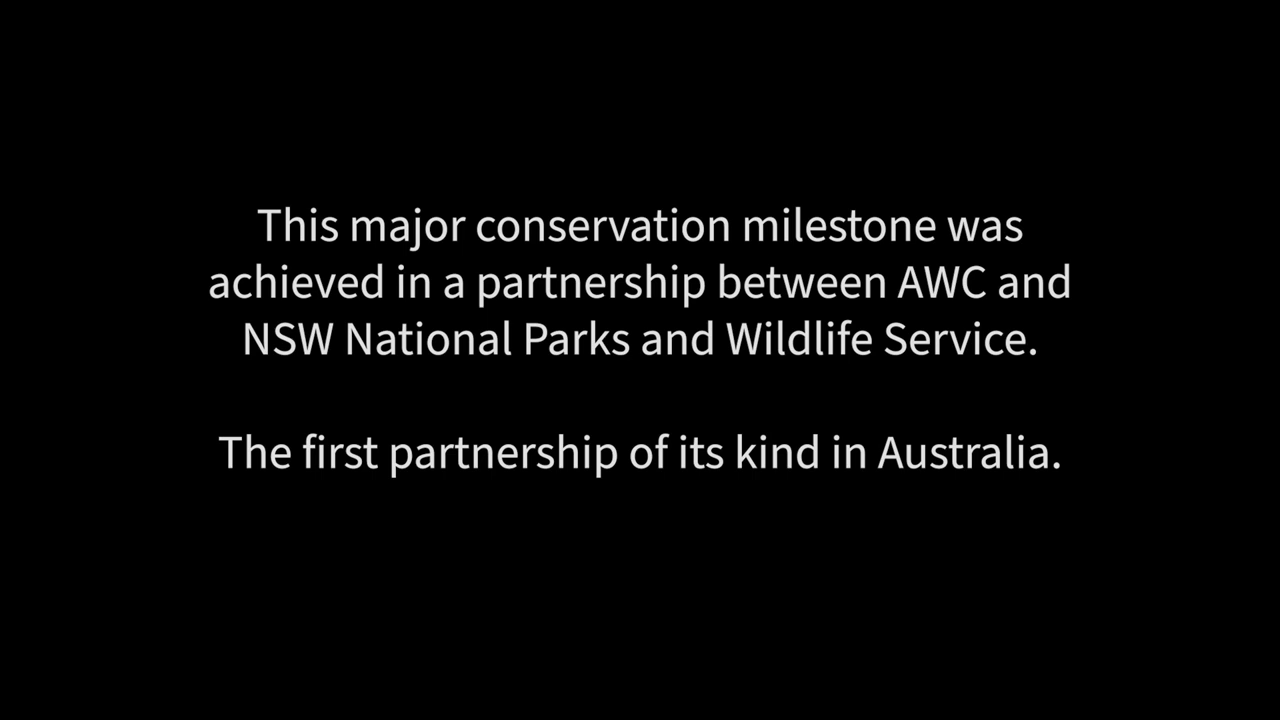 This major conservation milestone was
achieved in a partnership between AWC and
NSW National Parks and Wildlife Service.
The first partnership of its kind in Australia.